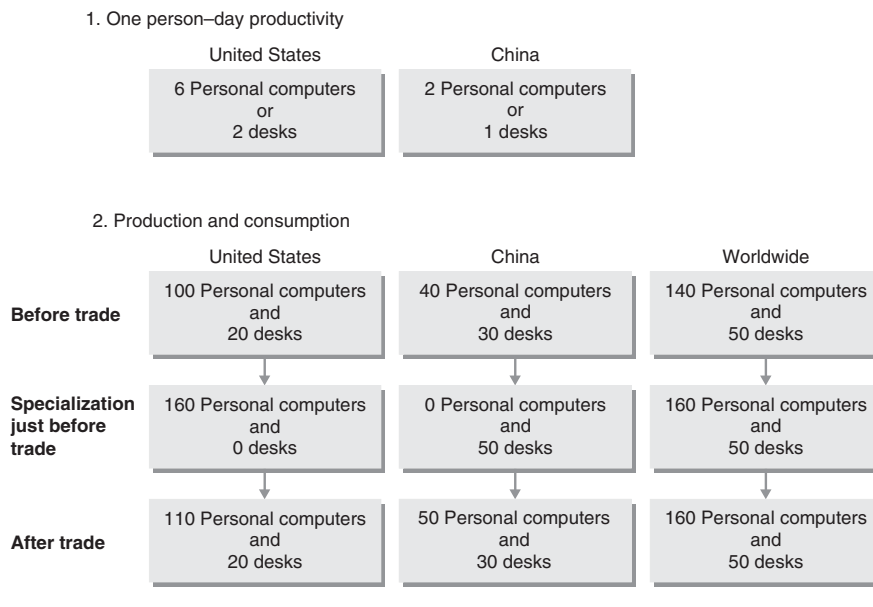 1. One person–day productivity
United States
China
6 Personal computers
or
2 desks
2 Personal computers
or
1 desks
2. Production and consumption
United States
China
Worldwide
Before trade
100 Personal computers
and
20 desks
40 Personal computers
and
30 desks
140 Personal computers
and
50 desks
Specialization
just before
trade
160 Personal computers
and
0 desks
0 Personal computers
and
50 desks
160 Personal computers
and
50 desks
After trade
110 Personal computers
and
20 desks
50 Personal computers
and
30 desks
160 Personal computers
and
50 desks